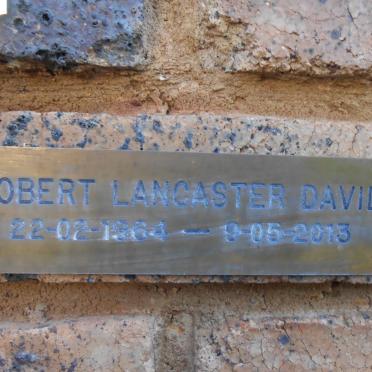 OBERT LANCASTER DAVI
22-02-1964 — 9-05-2013